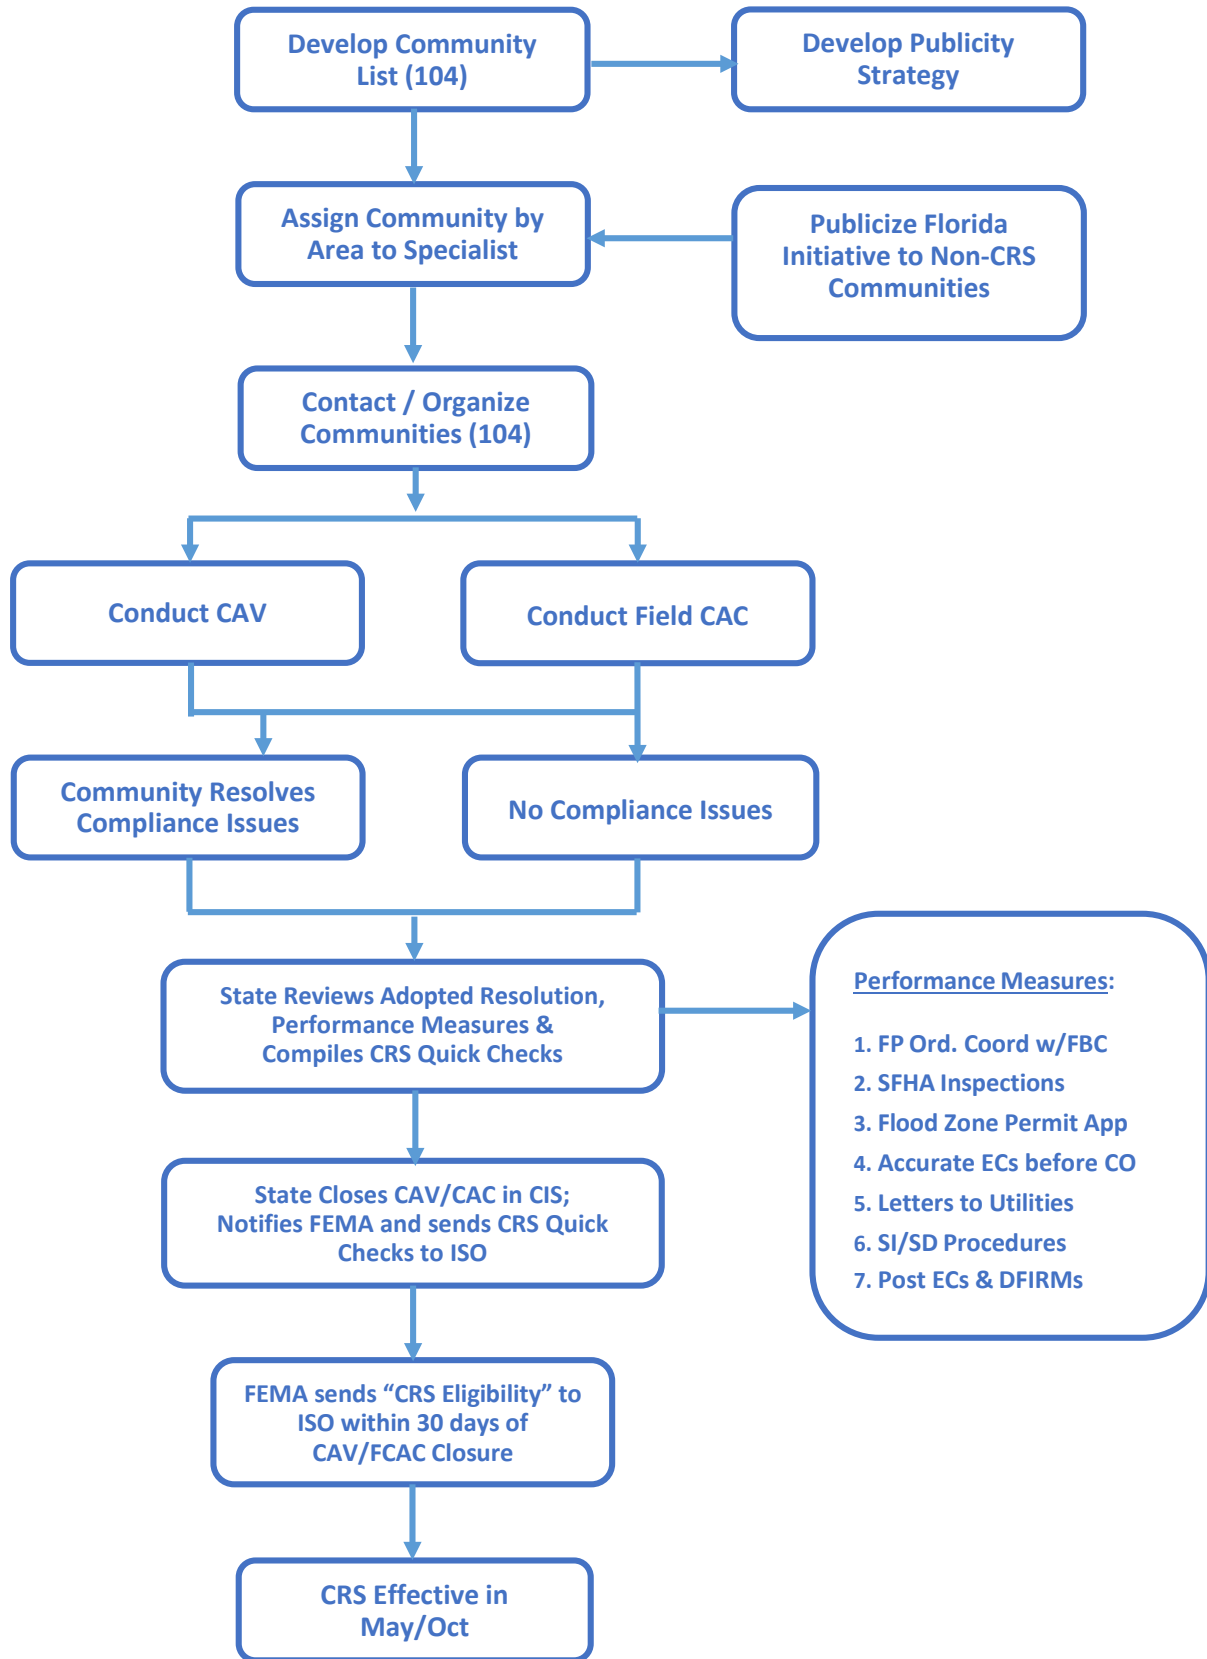 Develop Community
List (104)
Develop Publicity
Strategy
Assign Community by
Area to Specialist
Publicize Florida
Initiative to Non-CRS
Communities
Contact / Organize
Communities (104)
Conduct CAV
Conduct Field CAC
Community Resolves
Compliance Issues
No Compliance Issues
State Reviews Adopted Resolution,
Performance Measures &
Compiles CRS Quick Checks
Performance Measures:
1. FP Ord. Coord w/FBC
2. SFHA Inspections
3. Flood Zone Permit App
4. Accurate ECs before CO
5. Letters to Utilities
6. SI/SD Procedures
7. Post ECs & DFIRMs
State Closes CAV/CAC in CIS;
Notifies FEMA and sends CRS Quick
Checks to ISO
FEMA sends “CRS Eligibility” to
ISO within 30 days of
CAV/FCAC Closure
CRS Effective in
May/Oct